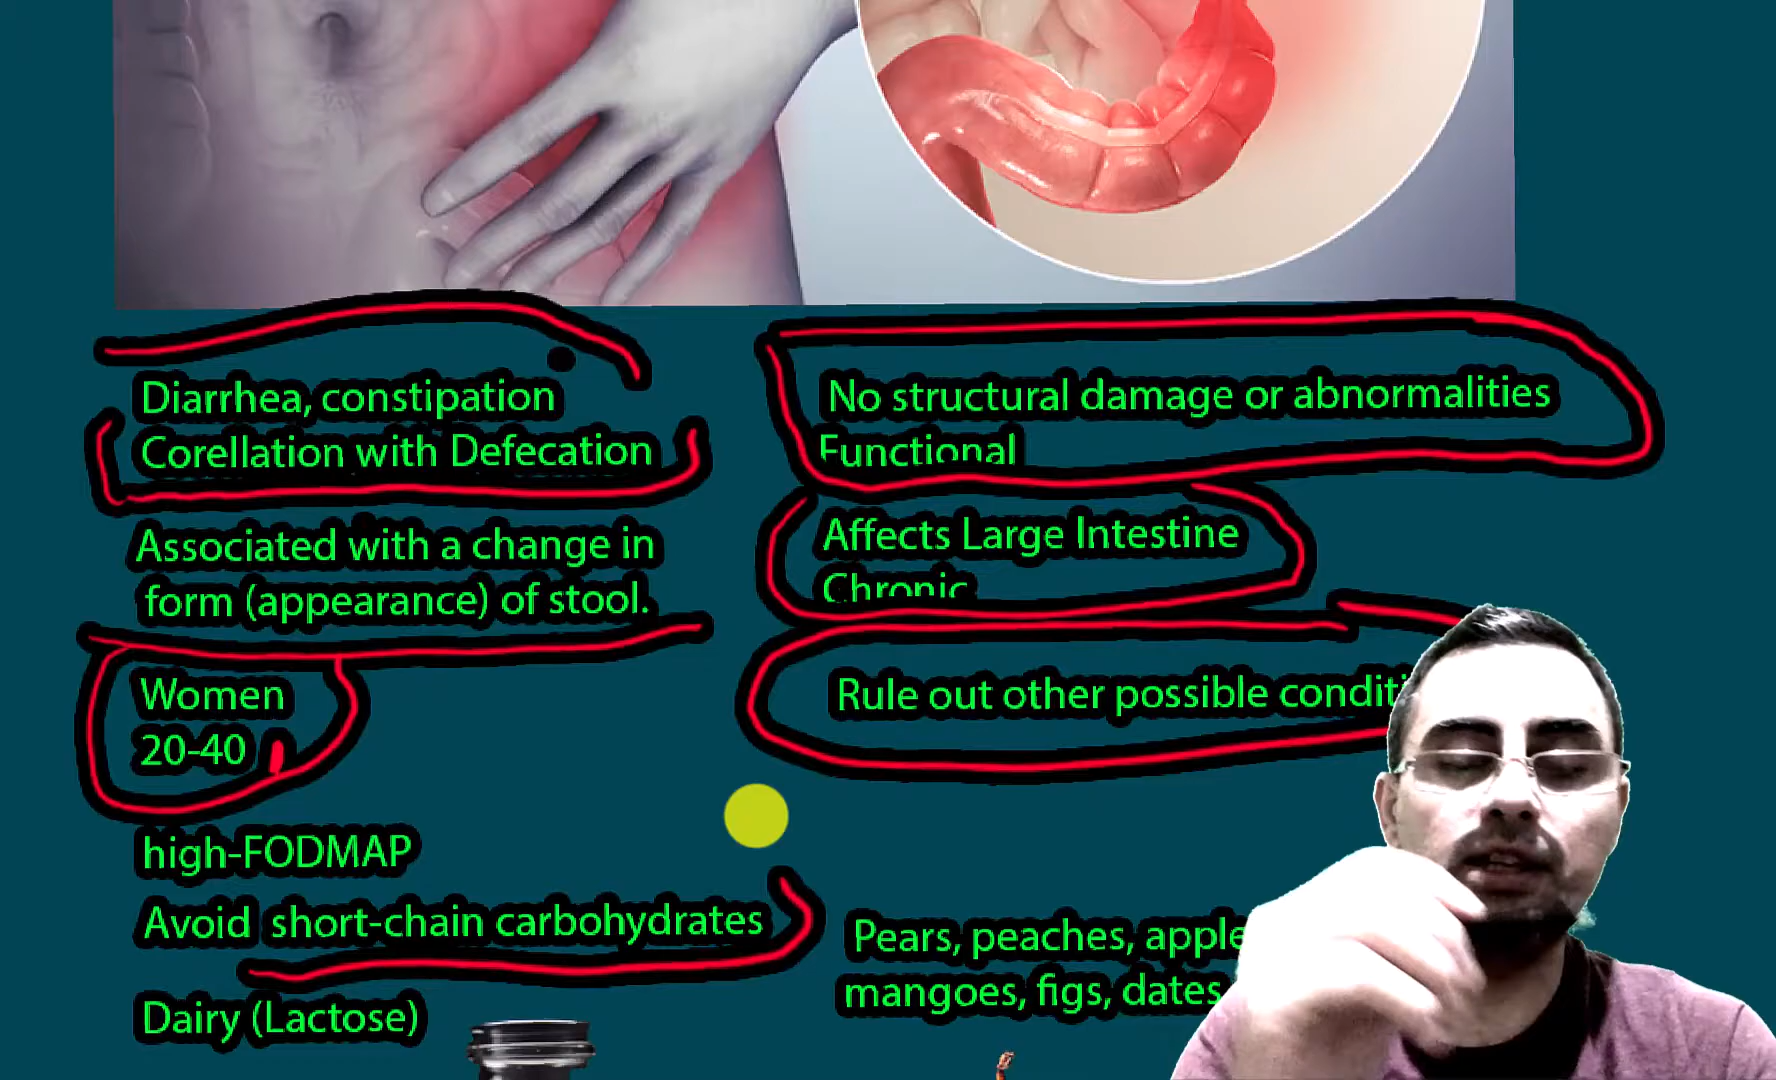 Diarrhea, constipation
Corellation with Defecation
Associated with a change in
form (appearance) of stool.
Women
20-40
high-FODMAP
Avoid short-chain carbohydrates
Dairy (Lactose)
No structural damage or abnormalities
Functional
Affects Large Intestine
Chronic
Rule out other possible
Pears, peaches,
mangoes, figs, dates